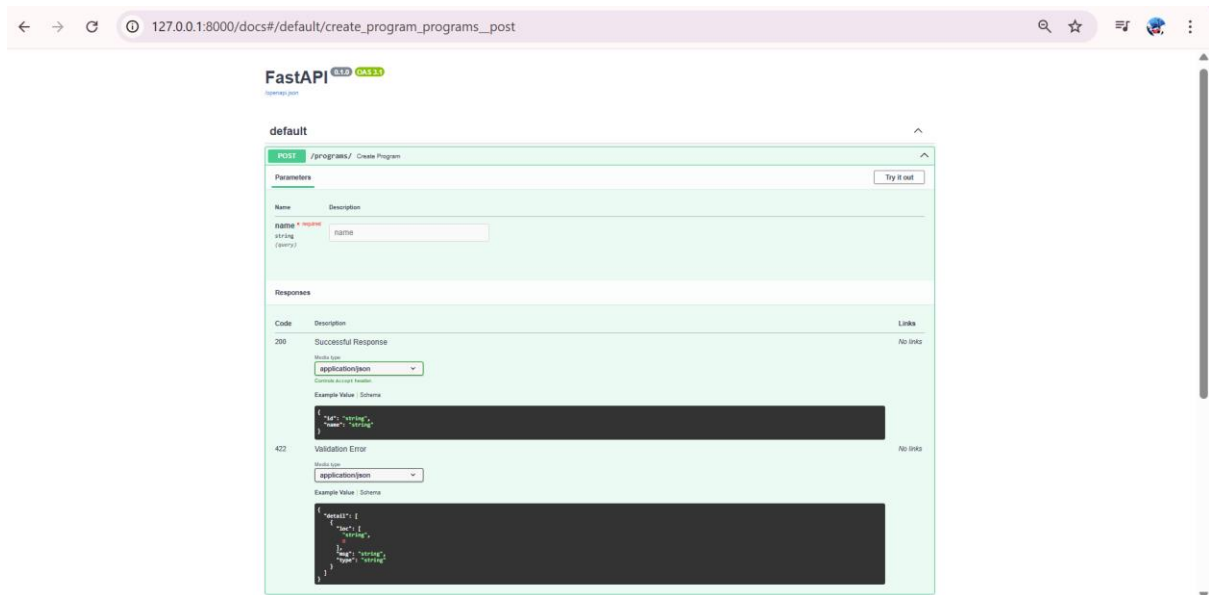 127.0.0.1:8000/docs#/default/create_program_programs__post
FastAPI 0.1.0 OAS 3.1
/openapi.json
default
POST /programs/ Create Program
Parameters
Try it out
Name Description
name * required
string
(query)
name
Responses
Code Description Links
200 Successful Response No links
Media type
application/json
Controls Accept header.
Example Value | Schema
{
"id": "string",
"name": "string"
}
422 Validation Error No links
Media type
application/json
Example Value | Schema
{
"detail": [
{
"loc": [
"string",
0
],
"msg": "string",
"type": "string"
}
]
}